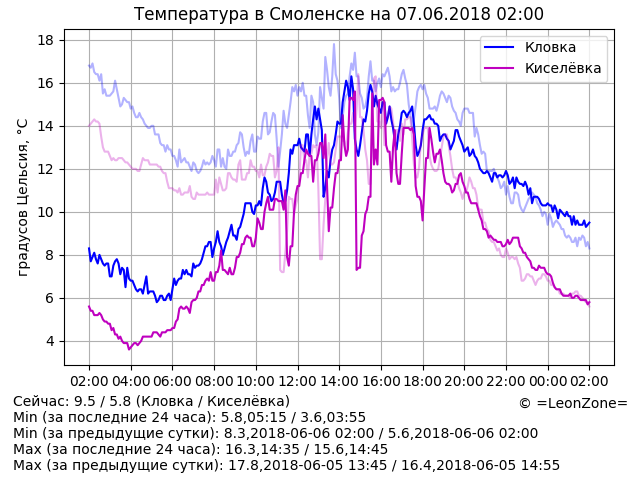 Температура в Смоленске на 07.06.2018 02:00
градусов Цельсия, °C
18
16
14
12
10
8
6
4
Кловка
Киселёвка
02:00 04:00 06:00 08:00 10:00 12:00 14:00 16:00 18:00 20:00 22:00 00:00 02:00
Сейчас: 9.5 / 5.8 (Кловка / Киселёвка)
© =LeonZone=
Min (за последние 24 часа): 5.8,05:15 / 3.6,03:55
Min (за предыдущие сутки): 8.3,2018-06-06 02:00 / 5.6,2018-06-06 02:00
Max (за последние 24 часа): 16.3,14:35 / 15.6,14:45
Max (за предыдущие сутки): 17.8,2018-06-05 13:45 / 16.4,2018-06-05 14:55